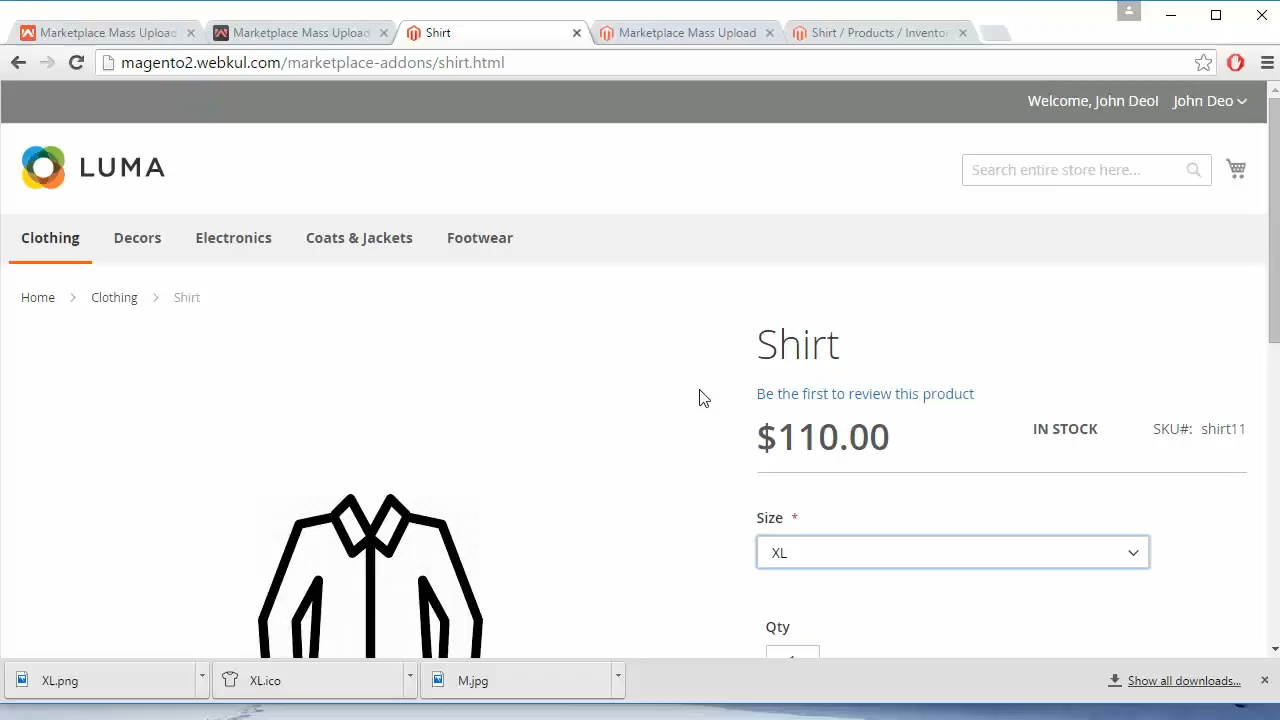 Marketplace Mass Upload
Marketplace Mass Upload
Shirt
Marketplace Mass Upload
Shirt / Products / Inventor
magento2.webkul.com/marketplace-addons/shirt.html
Welcome, John Deo! John Deo
LUMA
Search entire store here...
Clothing Decors Electronics Coats & Jackets Footwear
Home Clothing Shirt
Shirt
Be the first to review this product
$110.00 IN STOCK SKU#: shirt11
Size *
XL
Qty
XL.png XL.ico M.jpg Show all downloads...